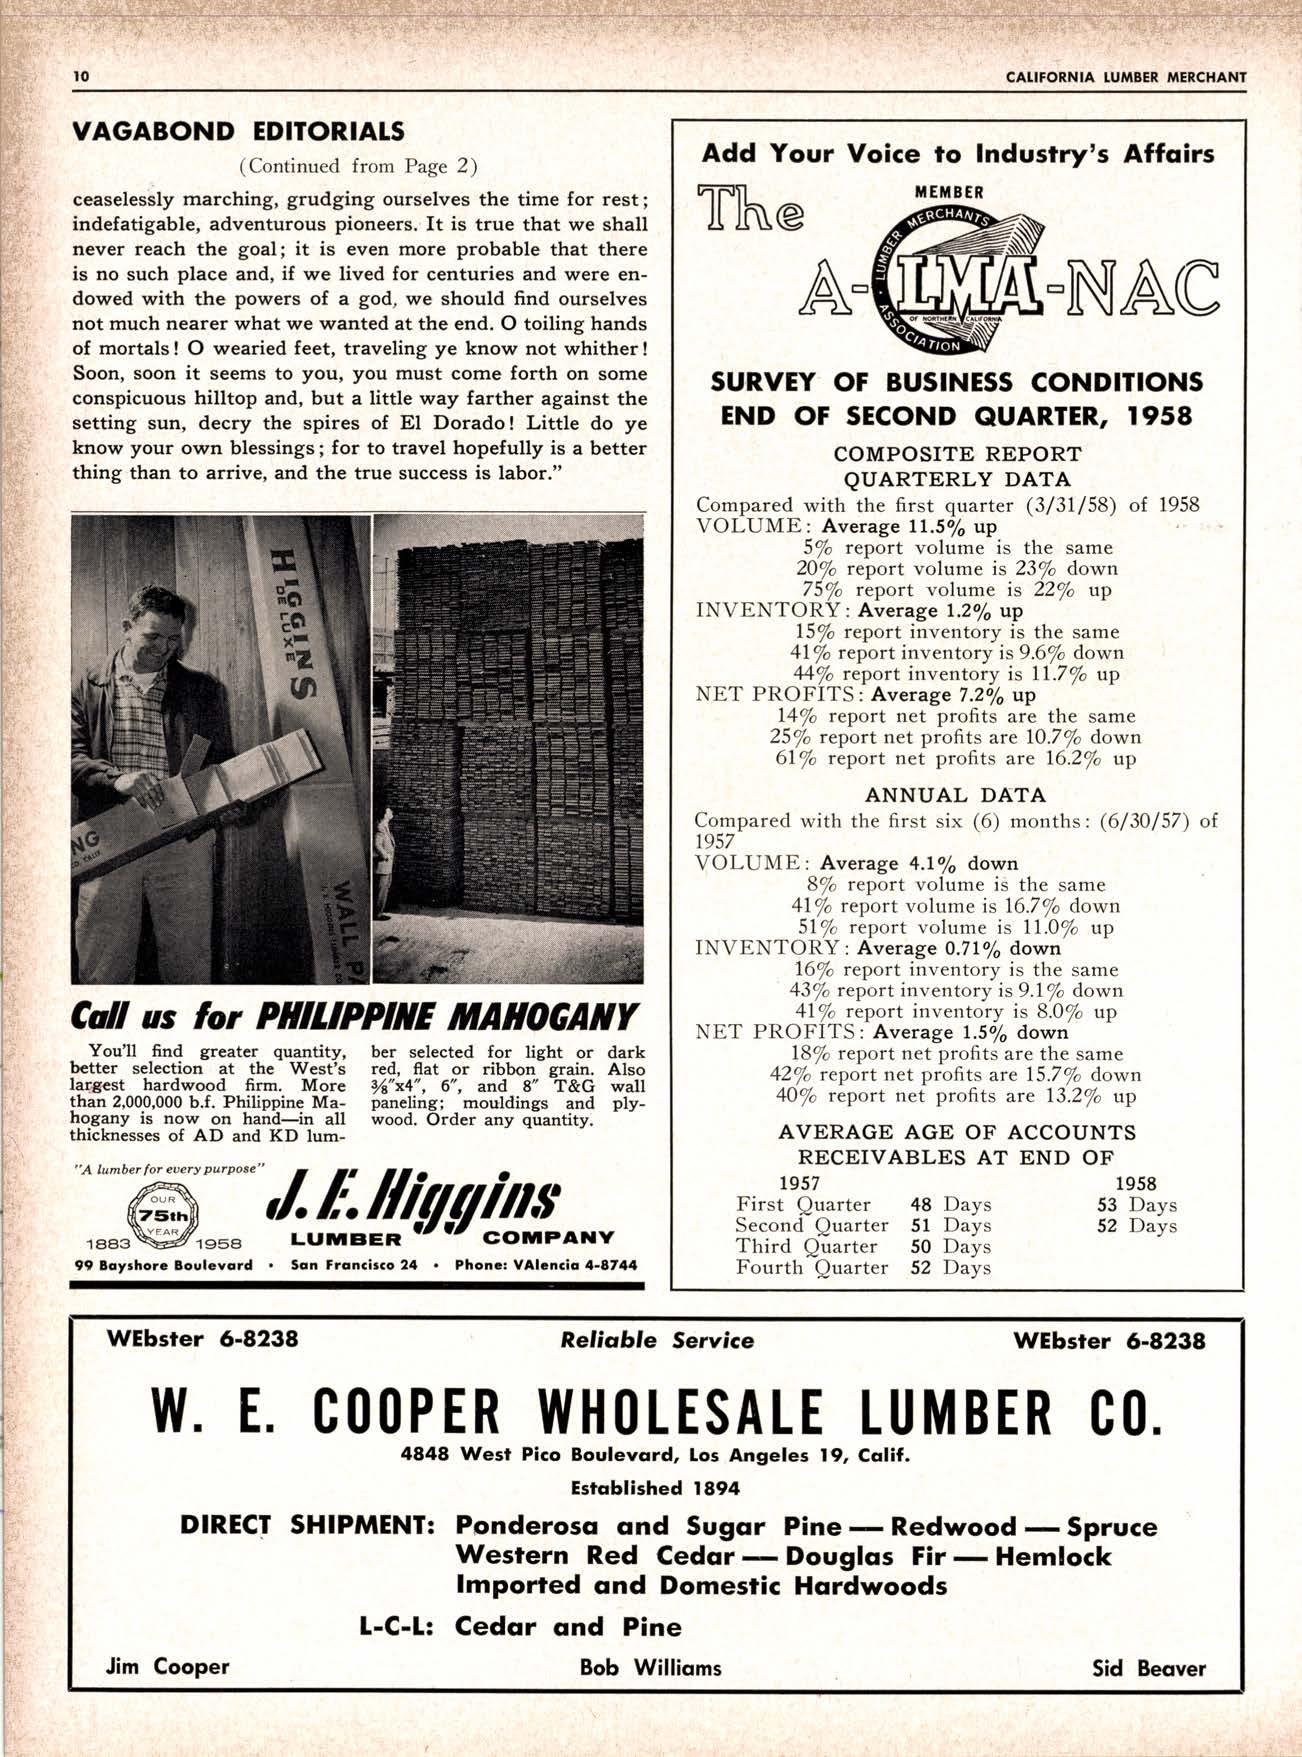 10
CALIFORNIA LUMBER MERCHANT
VAGABOND EDITORIALS
(Continued from Page 2)
ceaselessly marching, grudging ourselves the time for rest;
indefatigable, adventurous pioneers. It is true that we shall
never reach the goal; it is even more probable that there
is no such place and, if we lived for centuries and were en-
dowed with the powers of a god, we should find ourselves
not much nearer what we wanted at the end. O toiling hands
of mortals! O wearied feet, traveling ye know not whither!
Soon, soon it seems to you, you must come forth on some
conspicuous hilltop and, but a little way farther against the
setting sun, decry the spires of El Dorado! Little do ye
know your own blessings; for to travel hopefully is a better
thing than to arrive, and the true success is labor.”
HIGGINS
DE LUXE
NG
CO. CALIF.
WALL PA
Call us for PHILIPPINE MAHOGANY
You'll find greater quantity,
better selection at the West's
largest hardwood firm. More
than 2,000,000 b.f. Philippine Ma-
hogany is now on hand—in all
thicknesses of AD and KD lum-
ber selected for light or dark
red, flat or ribbon grain. Also
⅜″x4″, 6″, and 8″ T&G wall
paneling; mouldings and ply-
wood. Order any quantity.
"A lumber for every purpose"
OUR
75th
YEAR
1883 1958
J. E. Higgins
LUMBER COMPANY
99 Bayshore Boulevard • San Francisco 24 • Phone: VAlencia 4-8744
Add Your Voice to Industry's Affairs
The
MEMBER
LUMBER MERCHANTS
A-LMA-NAC
OF NORTHERN CALIFORNIA
ASSOCIATION
SURVEY OF BUSINESS CONDITIONS
END OF SECOND QUARTER, 1958
COMPOSITE REPORT
QUARTERLY DATA
Compared with the first quarter (3/31/58) of 1958
VOLUME: Average 11.5% up
5% report volume is the same
20% report volume is 23% down
75% report volume is 22% up
INVENTORY: Average 1.2% up
15% report inventory is the same
41% report inventory is 9.6% down
44% report inventory is 11.7% up
NET PROFITS: Average 7.2% up
14% report net profits are the same
25% report net profits are 10.7% down
61% report net profits are 16.2% up
ANNUAL DATA
Compared with the first six (6) months: (6/30/57) of
1957
VOLUME: Average 4.1% down
8% report volume is the same
41% report volume is 16.7% down
51% report volume is 11.0% up
INVENTORY: Average 0.71% down
16% report inventory is the same
43% report inventory is 9.1% down
41% report inventory is 8.0% up
NET PROFITS: Average 1.5% down
18% report net profits are the same
42% report net profits are 15.7% down
40% report net profits are 13.2% up
AVERAGE AGE OF ACCOUNTS
RECEIVABLES AT END OF
1957 1958
First Quarter 48 Days 53 Days
Second Quarter 51 Days 52 Days
Third Quarter 50 Days
Fourth Quarter 52 Days
WEbster 6-8238 Reliable Service WEbster 6-8238
W. E. COOPER WHOLESALE LUMBER CO.
4848 West Pico Boulevard, Los Angeles 19, Calif.
Established 1894
DIRECT SHIPMENT: Ponderosa and Sugar Pine — Redwood — Spruce
Western Red Cedar — Douglas Fir — Hemlock
Imported and Domestic Hardwoods
L-C-L: Cedar and Pine
Jim Cooper Bob Williams Sid Beaver